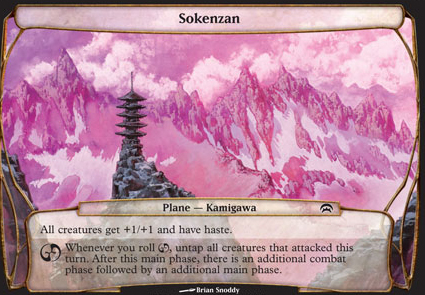 Sokenzan
Plane — Kamigawa
All creatures get +1/+1 and have haste.
Whenever you roll , untap all creatures that attacked this
turn. After this main phase, there is an additional combat
phase followed by an additional main phase.
Brian Snoddy